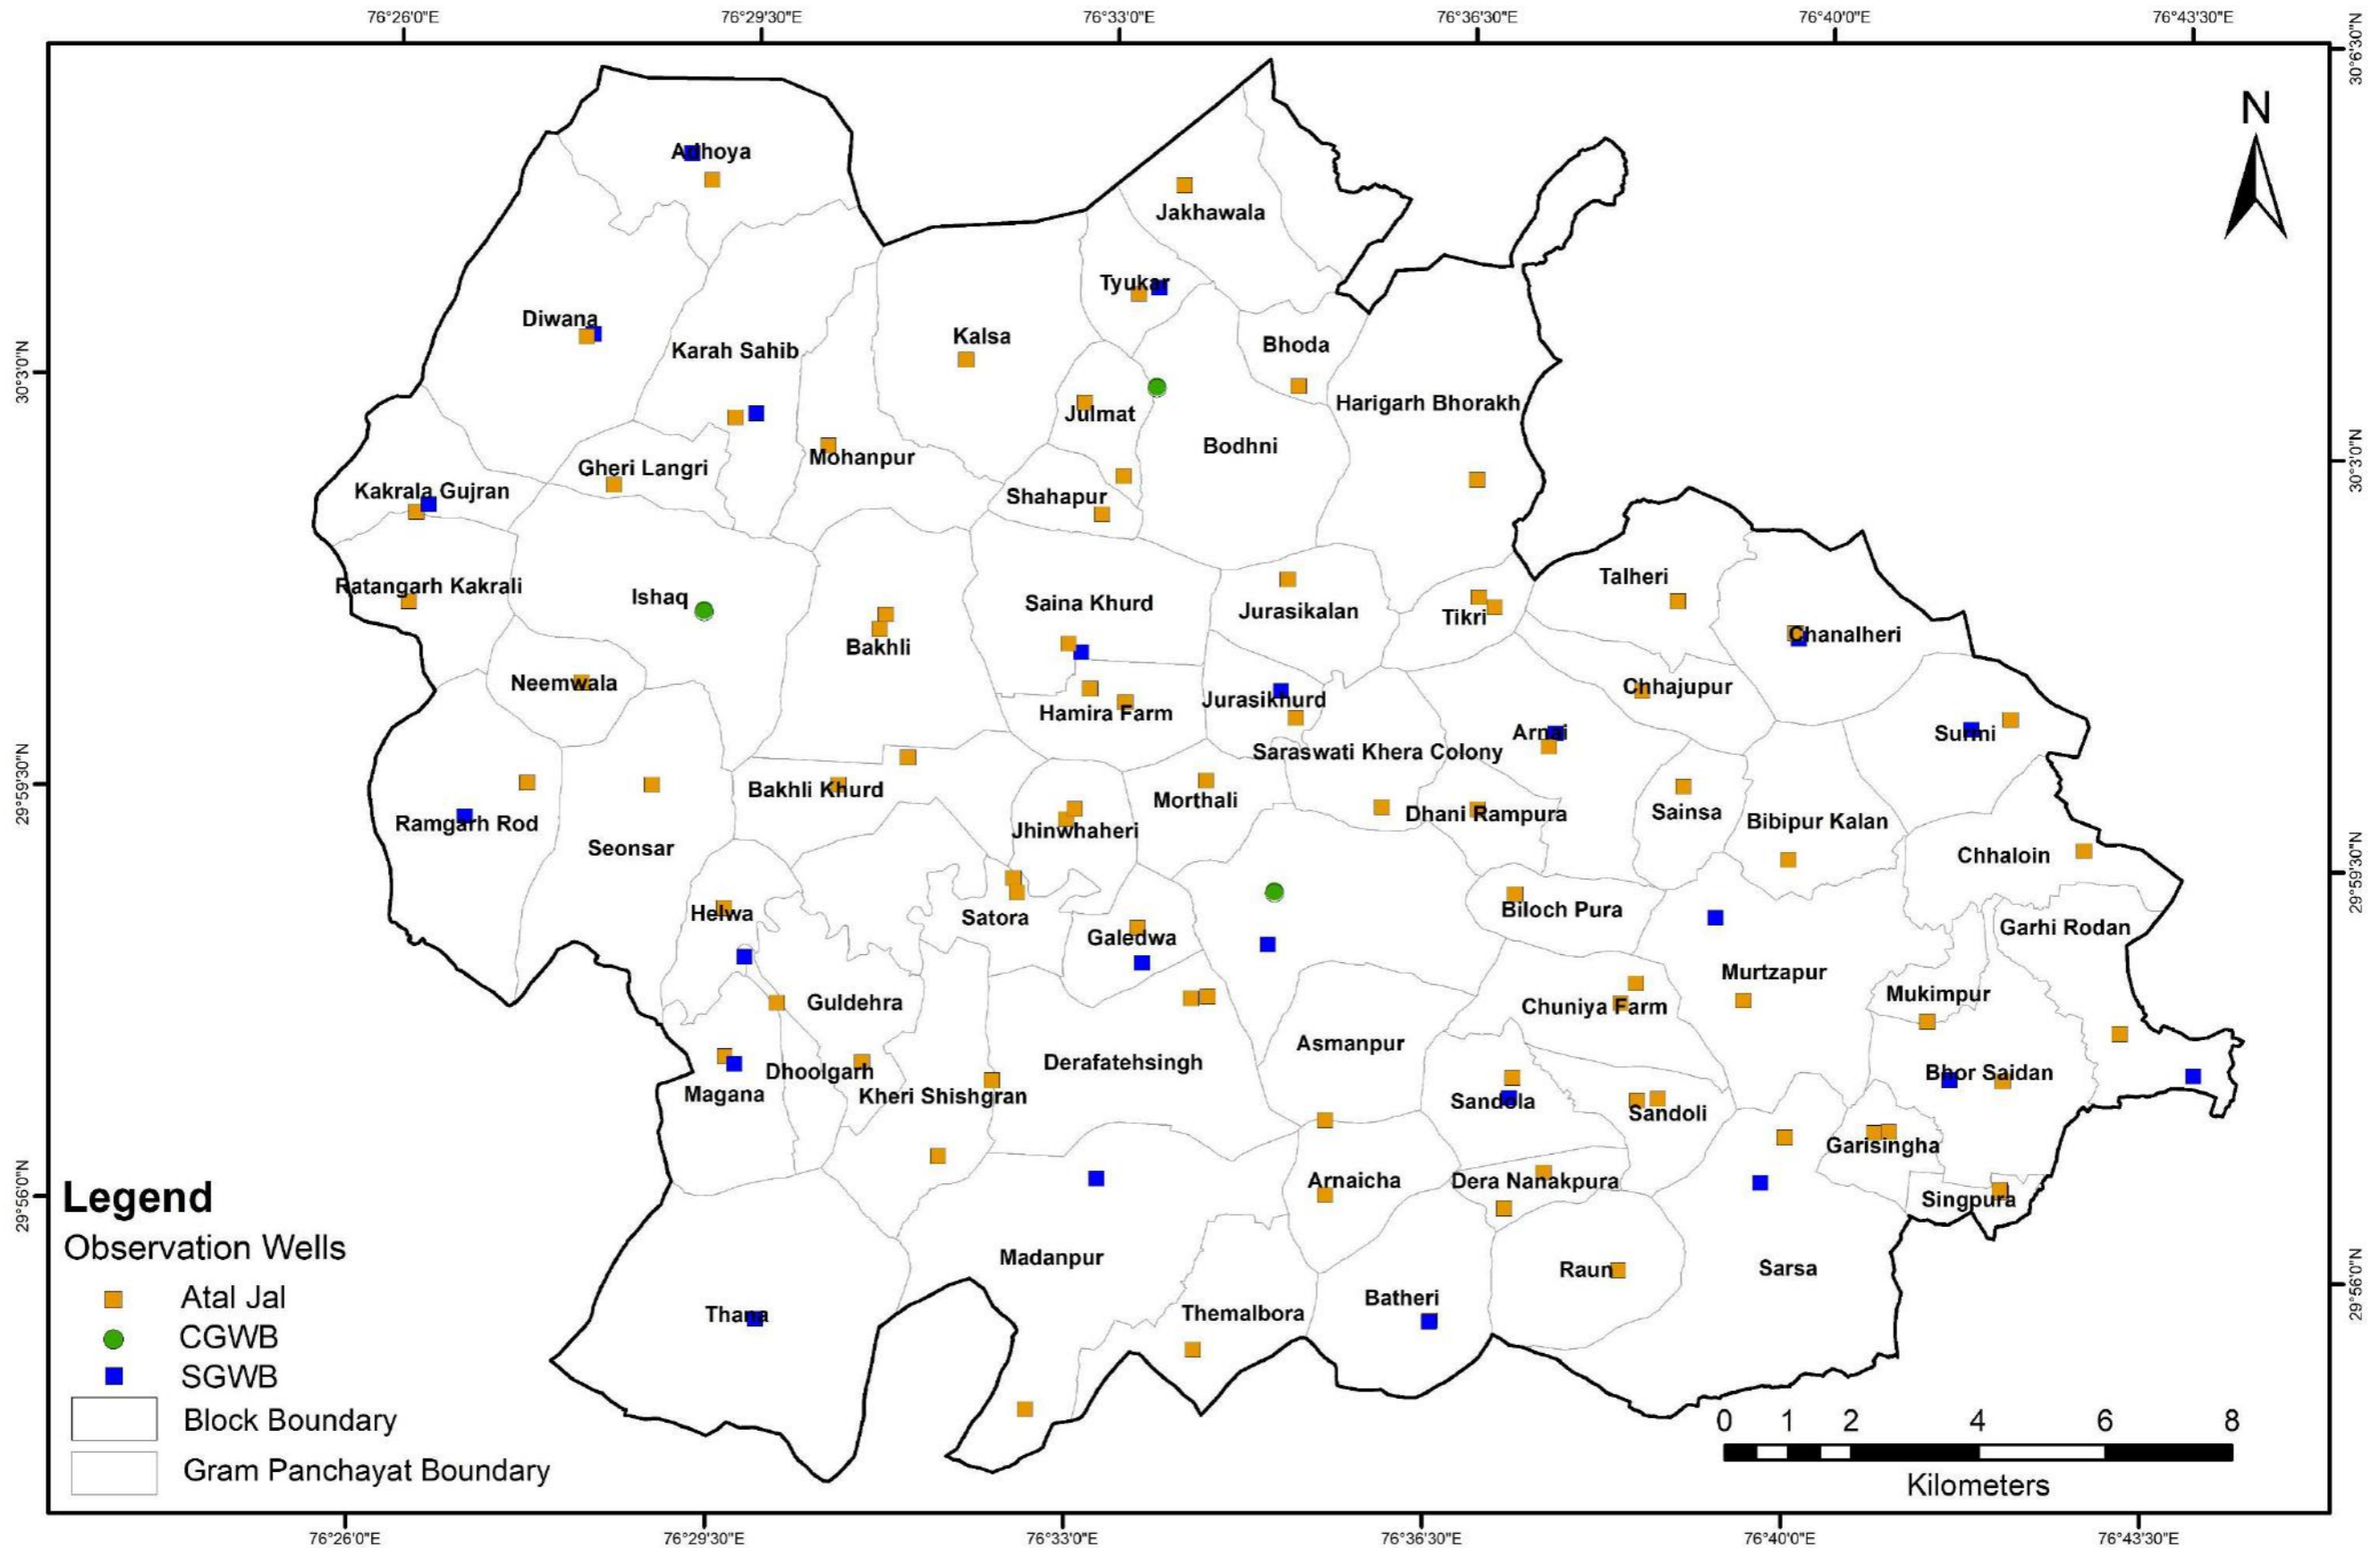 76°26'0"E
76°29'30"E
76°33'0"E
76°36'30"E
76°40'0"E
76°43'30"E
30°6'30"N
N
Adhoya
Jakhawala
Tyukar
Diwana
Kalsa
Bhoda
Karah Sahib
30°3'0"N
Harigarh Bhorakh
Julmat
Bodhni
30°3'0"N
Mohanpur
Gheri Langri
Kakrala Gujran
Shahapur
Talheri
Ratangarh Kakrali
Ishaq
Saina Khurd
Jurasikalan
Tikri
Chanalheri
Bakhli
Neemwala
Chhajupur
Jurasikhurd
Hamira Farm
Arnai
Surmi
Saraswati Khera Colony
29°59'30"N
Bakhli Khurd
Morthali
Sainsa
Dhani Rampura
Bibipur Kalan
Ramgarh Rod
Jhinwhaheri
Seonsar
Chhaloin
29°59'30"N
Biloch Pura
Helwa
Satora
Garhi Rodan
Galedwa
Murtzapur
Mukimpur
Guldehra
Chuniya Farm
Asmanpur
Derafatehsingh
Dhoolgarh
Bhor Saidan
Magana
Kheri Shishgran
Sandola
Sandoli
Garisingha
29°56'0"N
Arnaicha
Dera Nanakpura
Singpura
Legend
Observation Wells
Madanpur
Raun
Sarsa
29°56'0"N
Atal Jal
Batheri
Thana
Themalbora
CGWB
SGWB
Block Boundary
0 1 2 4 6 8
Gram Panchayat Boundary
Kilometers
76°26'0"E
76°29'30"E
76°33'0"E
76°36'30"E
76°40'0"E
76°43'30"E